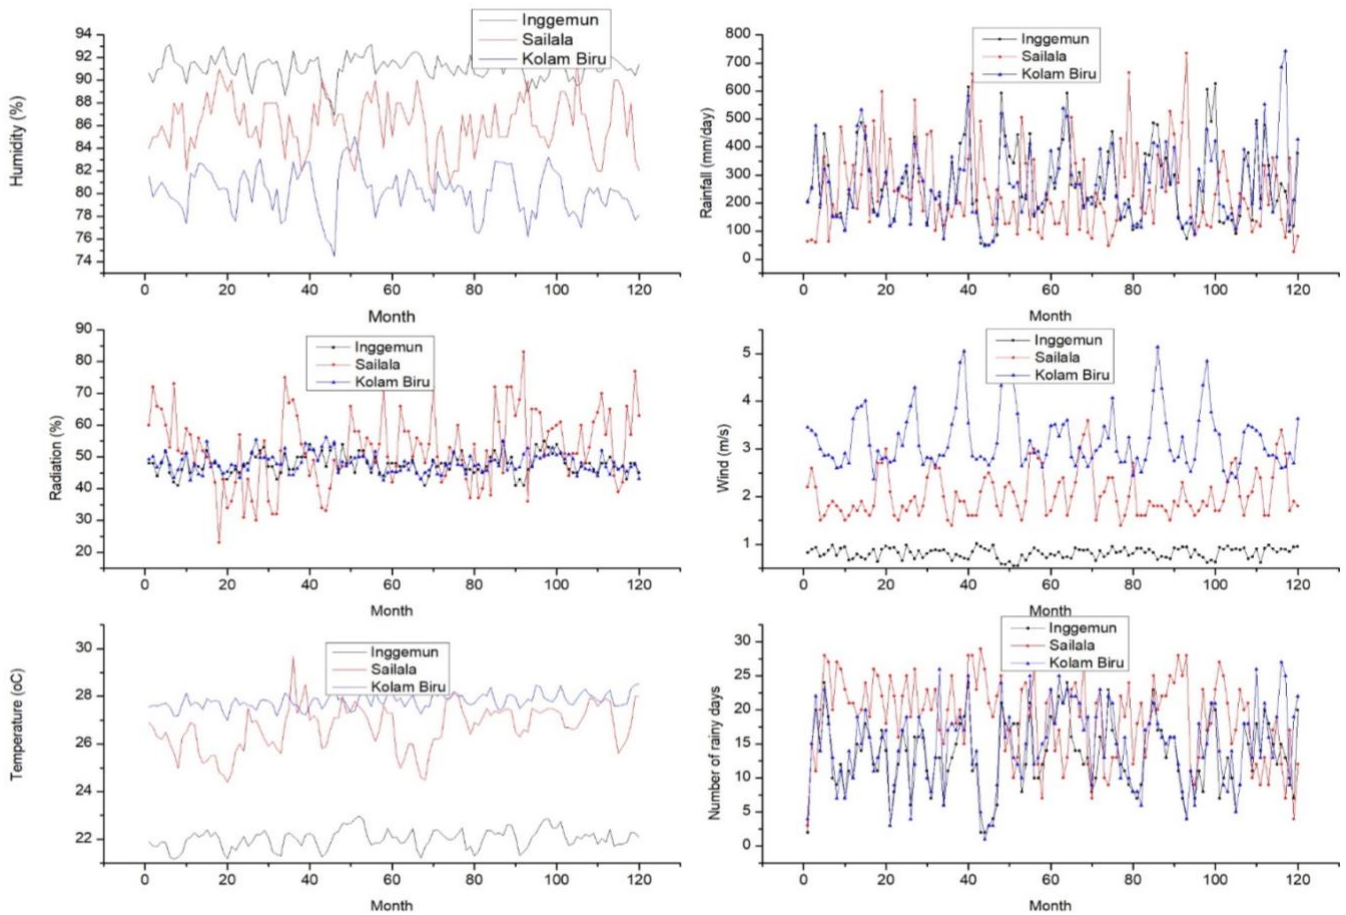 Inggemun
Sailala
Kolam Biru
94
92
90
88
86
84
82
80
78
76
74
Humidity (%)
0
20
40
60
80
100
120
Month
Inggemun
Sailala
Kolam Biru
800
700
600
500
400
300
200
100
0
Rainfall (mm/day)
0
20
40
60
80
100
120
Month
Inggemun
Sailala
Kolam Biru
90
80
70
60
50
40
30
20
Radiation (%)
0
20
40
60
80
100
120
Month
Inggemun
Sailala
Kolam Biru
5
4
3
2
1
Wind (m/s)
0
20
40
60
80
100
120
Month
Inggemun
Sailala
Kolam Biru
30
28
26
24
22
Temperature (oC)
0
20
40
60
80
100
120
Month
Inggemun
Sailala
Kolam Biru
30
25
20
15
10
5
0
Number of rainy days
0
20
40
60
80
100
120
Month